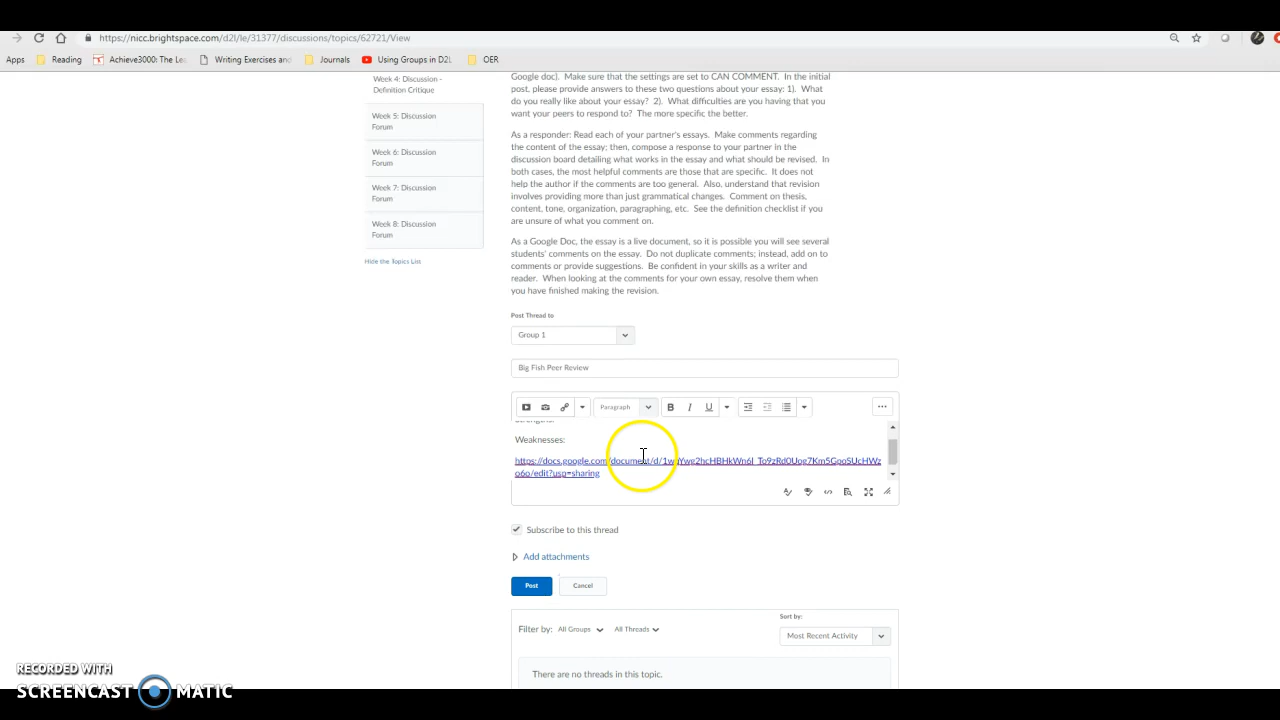 https://nicc.brightspace.com/d2l/le/31377/discussions/topics/62721/View
Apps Reading Achieve3000: The Le Writing Exercises and Journals Using Groups in D2L OER
Week 4: Discussion -
Definition Critique
Week 5: Discussion
Forum
Week 6: Discussion
Forum
Week 7: Discussion
Forum
Week 8: Discussion
Forum
Hide the Topics List
Google doc). Make sure that the settings are set to CAN COMMENT. In the initial
post, please provide answers to these two questions about your essay: 1). What
do you really like about your essay? 2). What difficulties are you having that you
want your peers to respond to? The more specific the better.
As a responder: Read each of your partner's essays. Make comments regarding
the content of the essay; then, compose a response to your partner in the
discussion board detailing what works in the essay and what should be revised. In
both cases, the most helpful comments are those that are specific. It does not
help the author if the comments are too general. Also, understand that revision
involves providing more than just grammatical changes. Comment on thesis,
content, tone, organization, paragraphing, etc. See the definition checklist if you
are unsure of what you comment on.
As a Google Doc, the essay is a live document, so it is possible you will see several
students' comments on the essay. Do not duplicate comments; instead, add on to
comments or provide suggestions. Be confident in your skills as a writer and
reader. When looking at the comments for your own essay, resolve them when
you have finished making the revision.
Post Thread to
Group 1
Big Fish Peer Review
Paragraph B I U
Weaknesses:
o6o/edit?usp=sharing
Subscribe to this thread
Add attachments
Post Cancel
Filter by: All Groups All Threads
Sort by:
Most Recent Activity
There are no threads in this topic.
RECORDED WITH
SCREENCAST MATIC